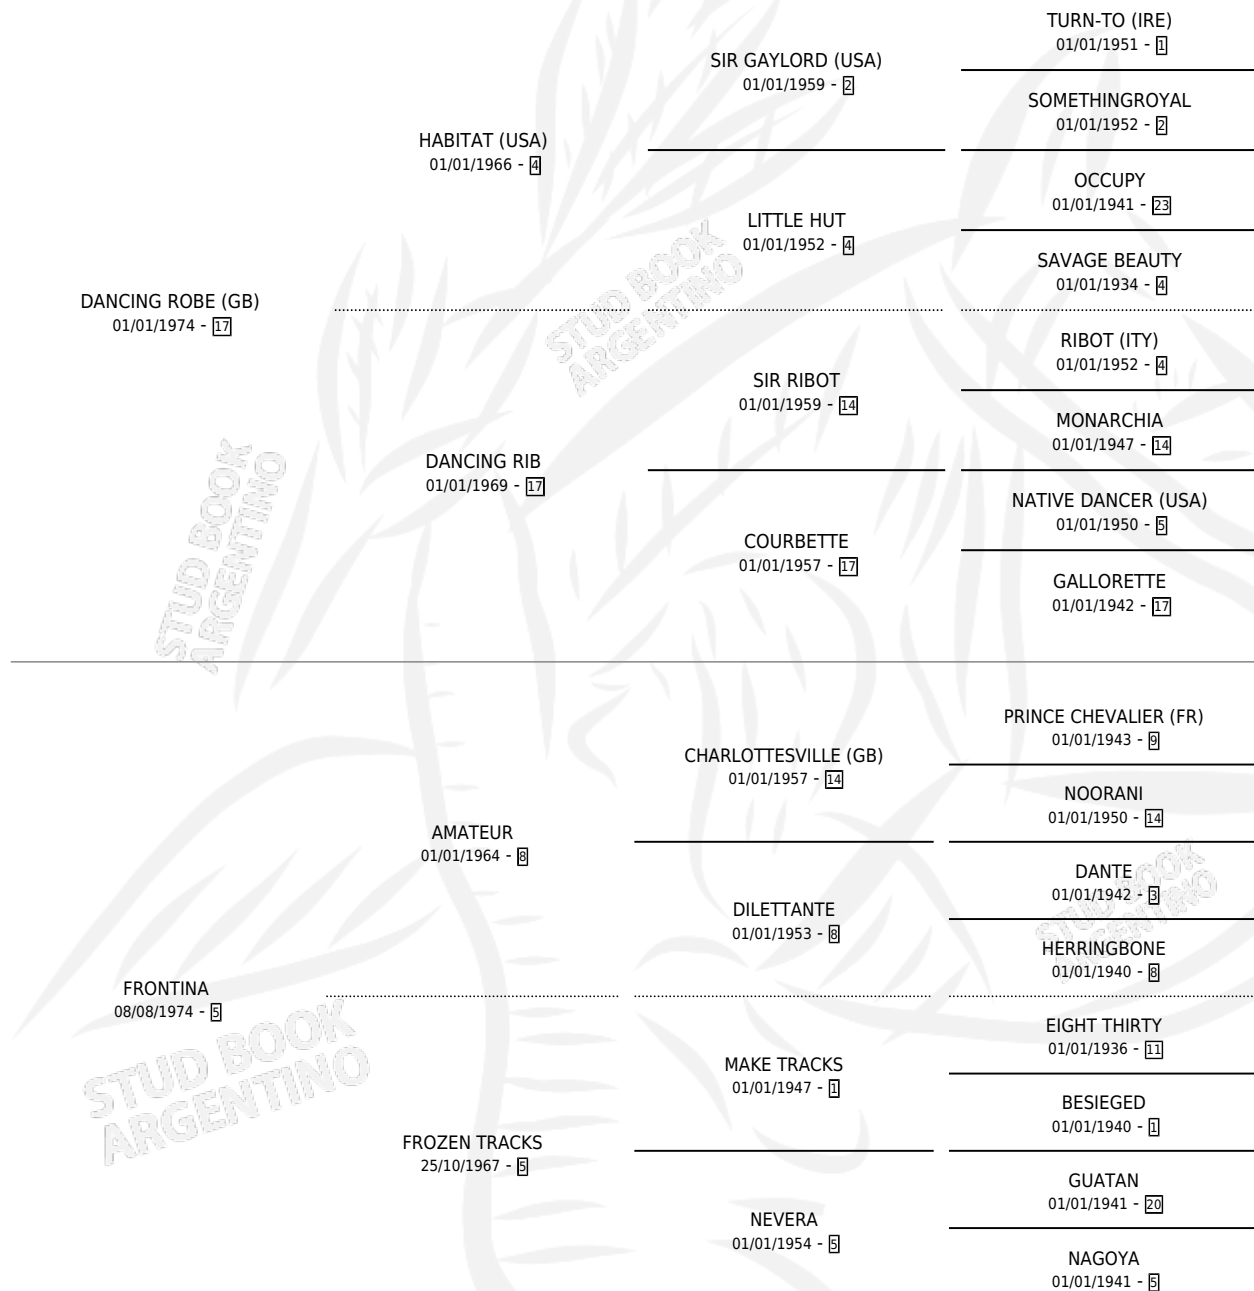 TURN-TO (IRE)
01/01/1951 - 1
SIR GAYLORD (USA)
01/01/1959 - 2
SOMETHINGROYAL
01/01/1952 - 2
HABITAT (USA)
01/01/1966 - 4
OCCUPY
01/01/1941 - 23
LITTLE HUT
01/01/1952 - 4
SAVAGE BEAUTY
01/01/1934 - 4
DANCING ROBE (GB)
01/01/1974 - 17
RIBOT (ITY)
01/01/1952 - 4
SIR RIBOT
01/01/1959 - 14
MONARCHIA
01/01/1947 - 14
DANCING RIB
01/01/1969 - 17
NATIVE DANCER (USA)
01/01/1950 - 5
COURBETTE
01/01/1957 - 17
GALLORETTE
01/01/1942 - 17
PRINCE CHEVALIER (FR)
01/01/1943 - 9
CHARLOTTESVILLE (GB)
01/01/1957 - 14
NOORANI
01/01/1950 - 14
AMATEUR
01/01/1964 - 8
DANTE
01/01/1942 - 3
DILETTANTE
01/01/1953 - 8
HERRINGBONE
01/01/1940 - 8
FRONTINA
08/08/1974 - 5
EIGHT THIRTY
01/01/1936 - 11
MAKE TRACKS
01/01/1947 - 1
BESIEGED
01/01/1940 - 1
FROZEN TRACKS
25/10/1967 - 5
GUATAN
01/01/1941 - 20
NEVERA
01/01/1954 - 5
NAGOYA
01/01/1941 - 5
STUD BOOK
ARGENTINO
STUD BOOK
ARGENTINO
STUD BOOK
ARGENTINO
STUD BOOK
ARGENTINO